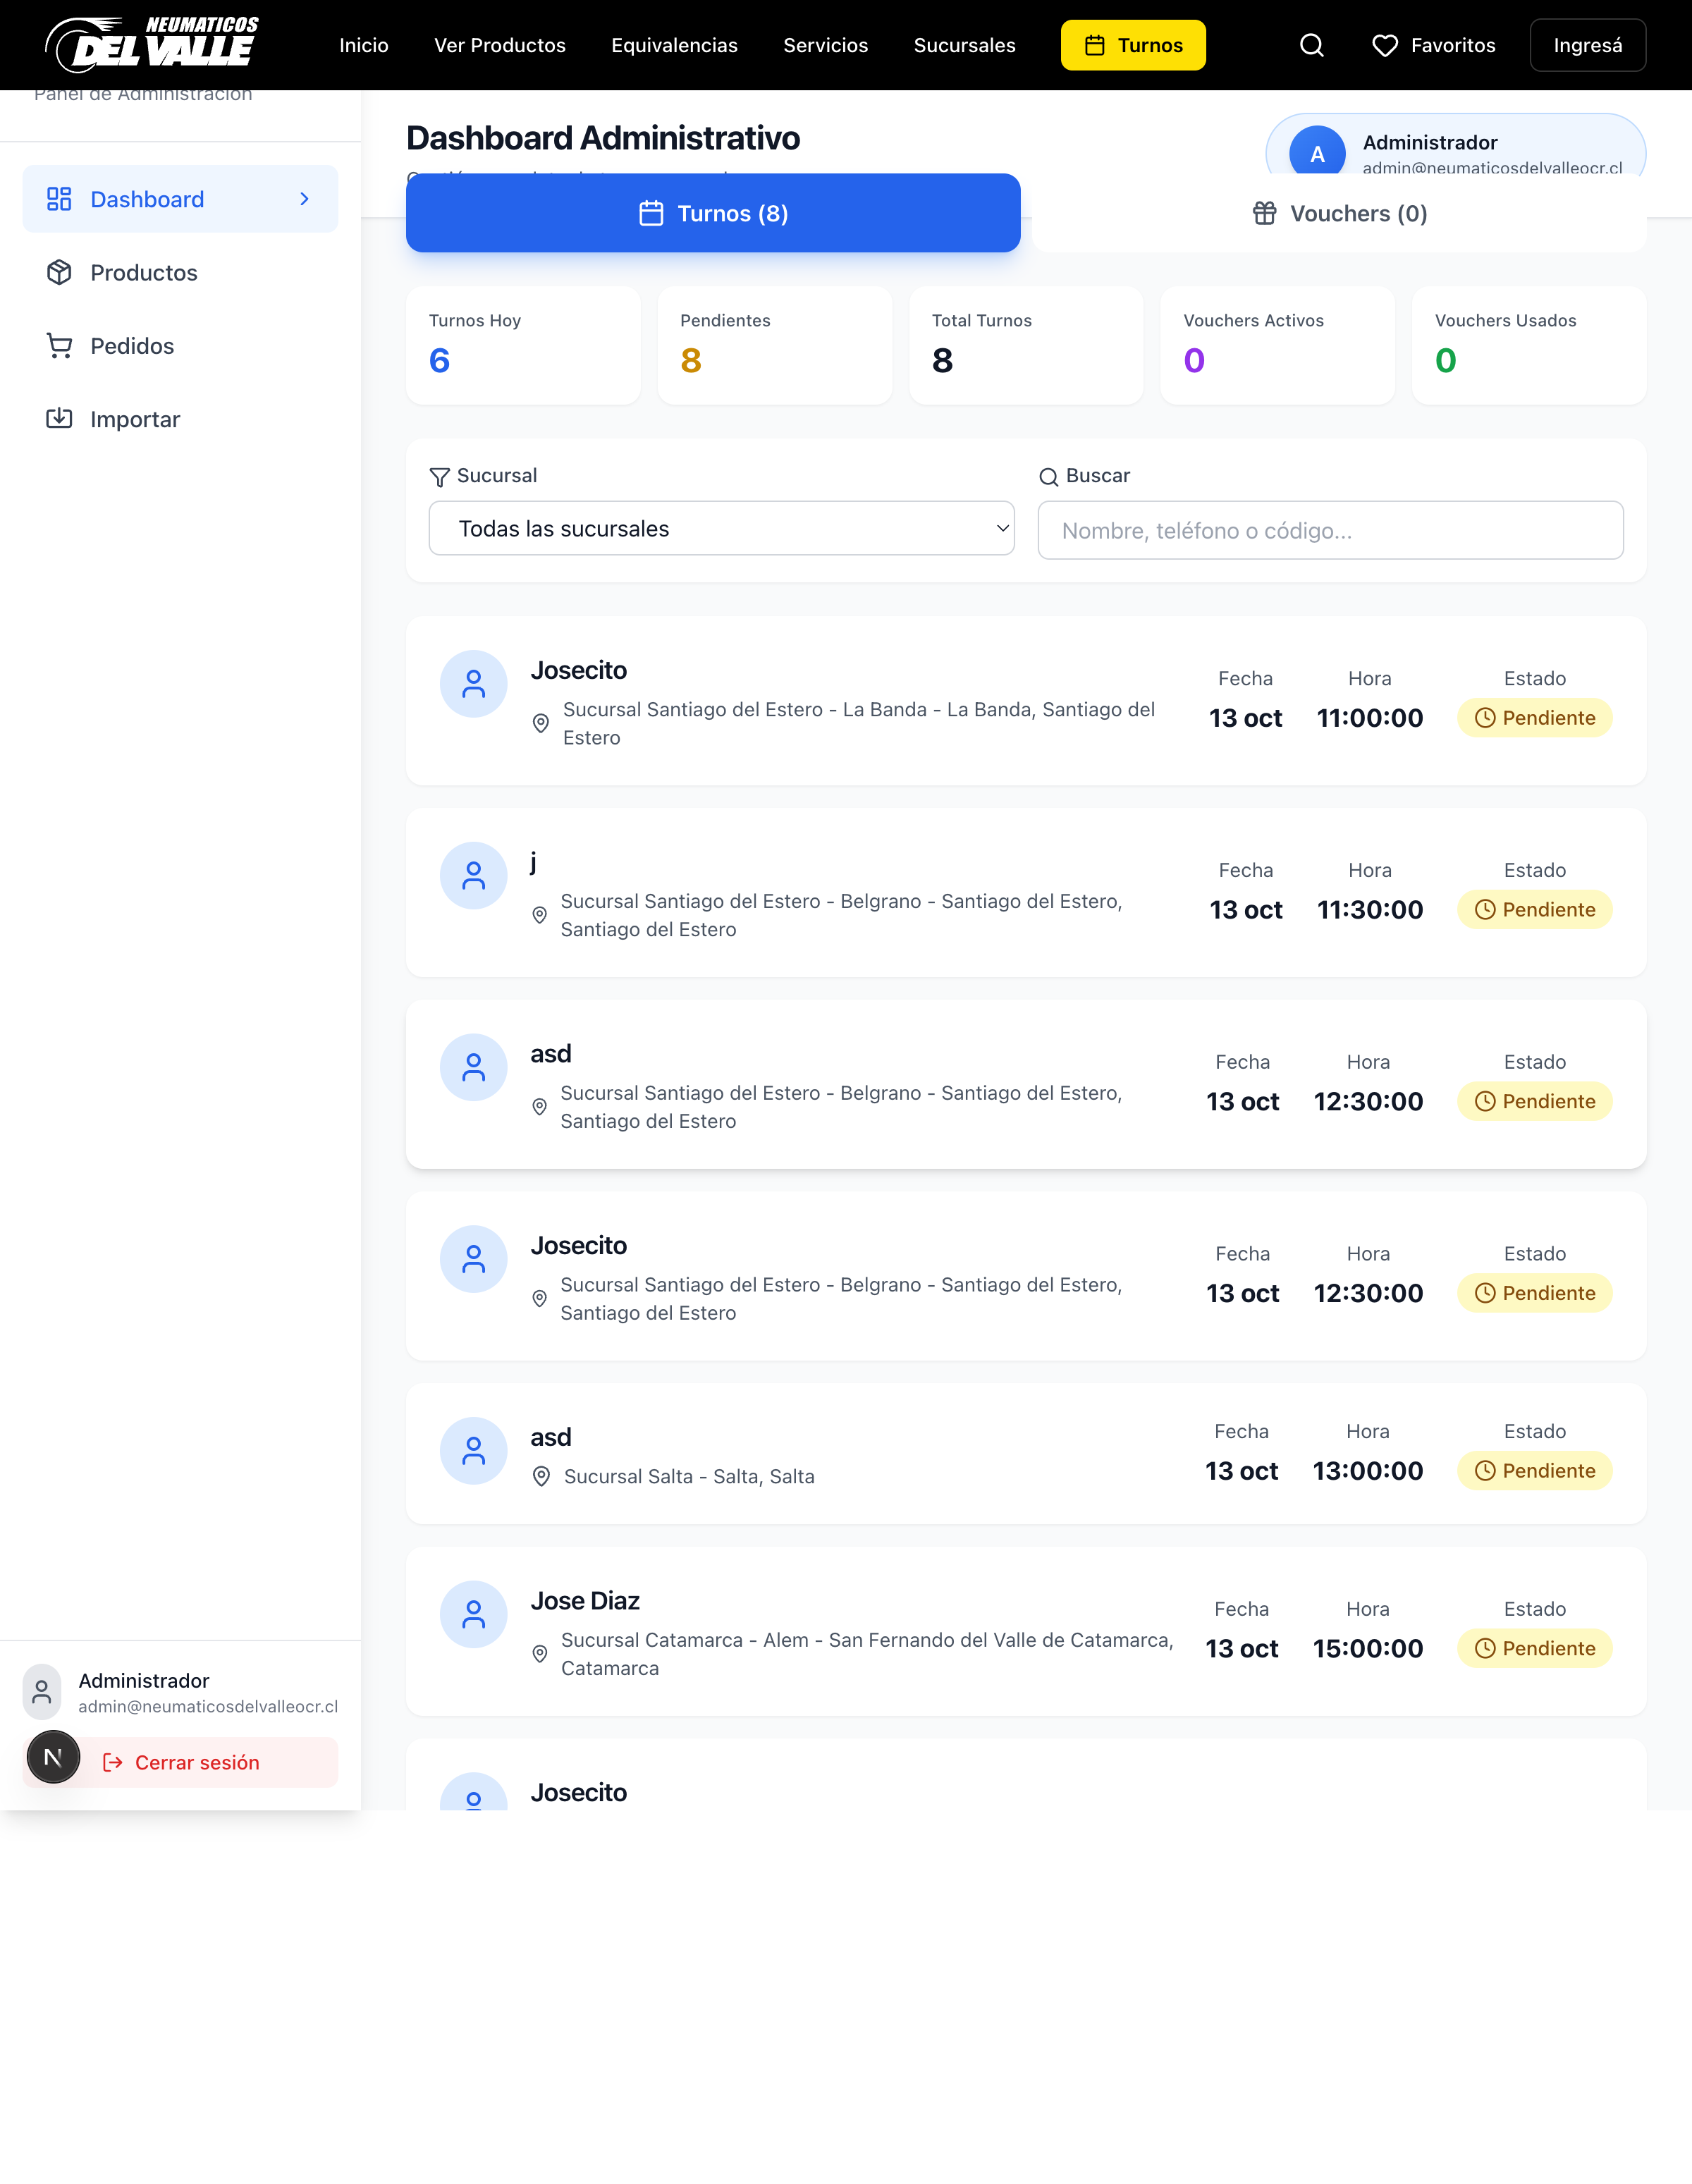 NEUMATICOS
DEL VALLE
Inicio
Ver Productos
Equivalencias
Servicios
Sucursales
Turnos
Favoritos
Ingresá
Panel de Administración
Dashboard
Productos
Pedidos
Importar
Dashboard Administrativo
A
Administrador
admin@neumaticosdelvalleocr.cl
Turnos (8)
Vouchers (0)
Turnos Hoy
6
Pendientes
8
Total Turnos
8
Vouchers Activos
0
Vouchers Usados
0
Sucursal
Todas las sucursales
Buscar
Nombre, teléfono o código...
Josecito
Sucursal Santiago del Estero - La Banda - La Banda, Santiago del
Estero
Fecha
13 oct
Hora
11:00:00
Estado
Pendiente
j
Sucursal Santiago del Estero - Belgrano - Santiago del Estero,
Santiago del Estero
Fecha
13 oct
Hora
11:30:00
Estado
Pendiente
asd
Sucursal Santiago del Estero - Belgrano - Santiago del Estero,
Santiago del Estero
Fecha
13 oct
Hora
12:30:00
Estado
Pendiente
Josecito
Sucursal Santiago del Estero - Belgrano - Santiago del Estero,
Santiago del Estero
Fecha
13 oct
Hora
12:30:00
Estado
Pendiente
asd
Sucursal Salta - Salta, Salta
Fecha
13 oct
Hora
13:00:00
Estado
Pendiente
Jose Diaz
Sucursal Catamarca - Alem - San Fernando del Valle de Catamarca,
Catamarca
Fecha
13 oct
Hora
15:00:00
Estado
Pendiente
Josecito
Administrador
admin@neumaticosdelvalleocr.cl
N
Cerrar sesión